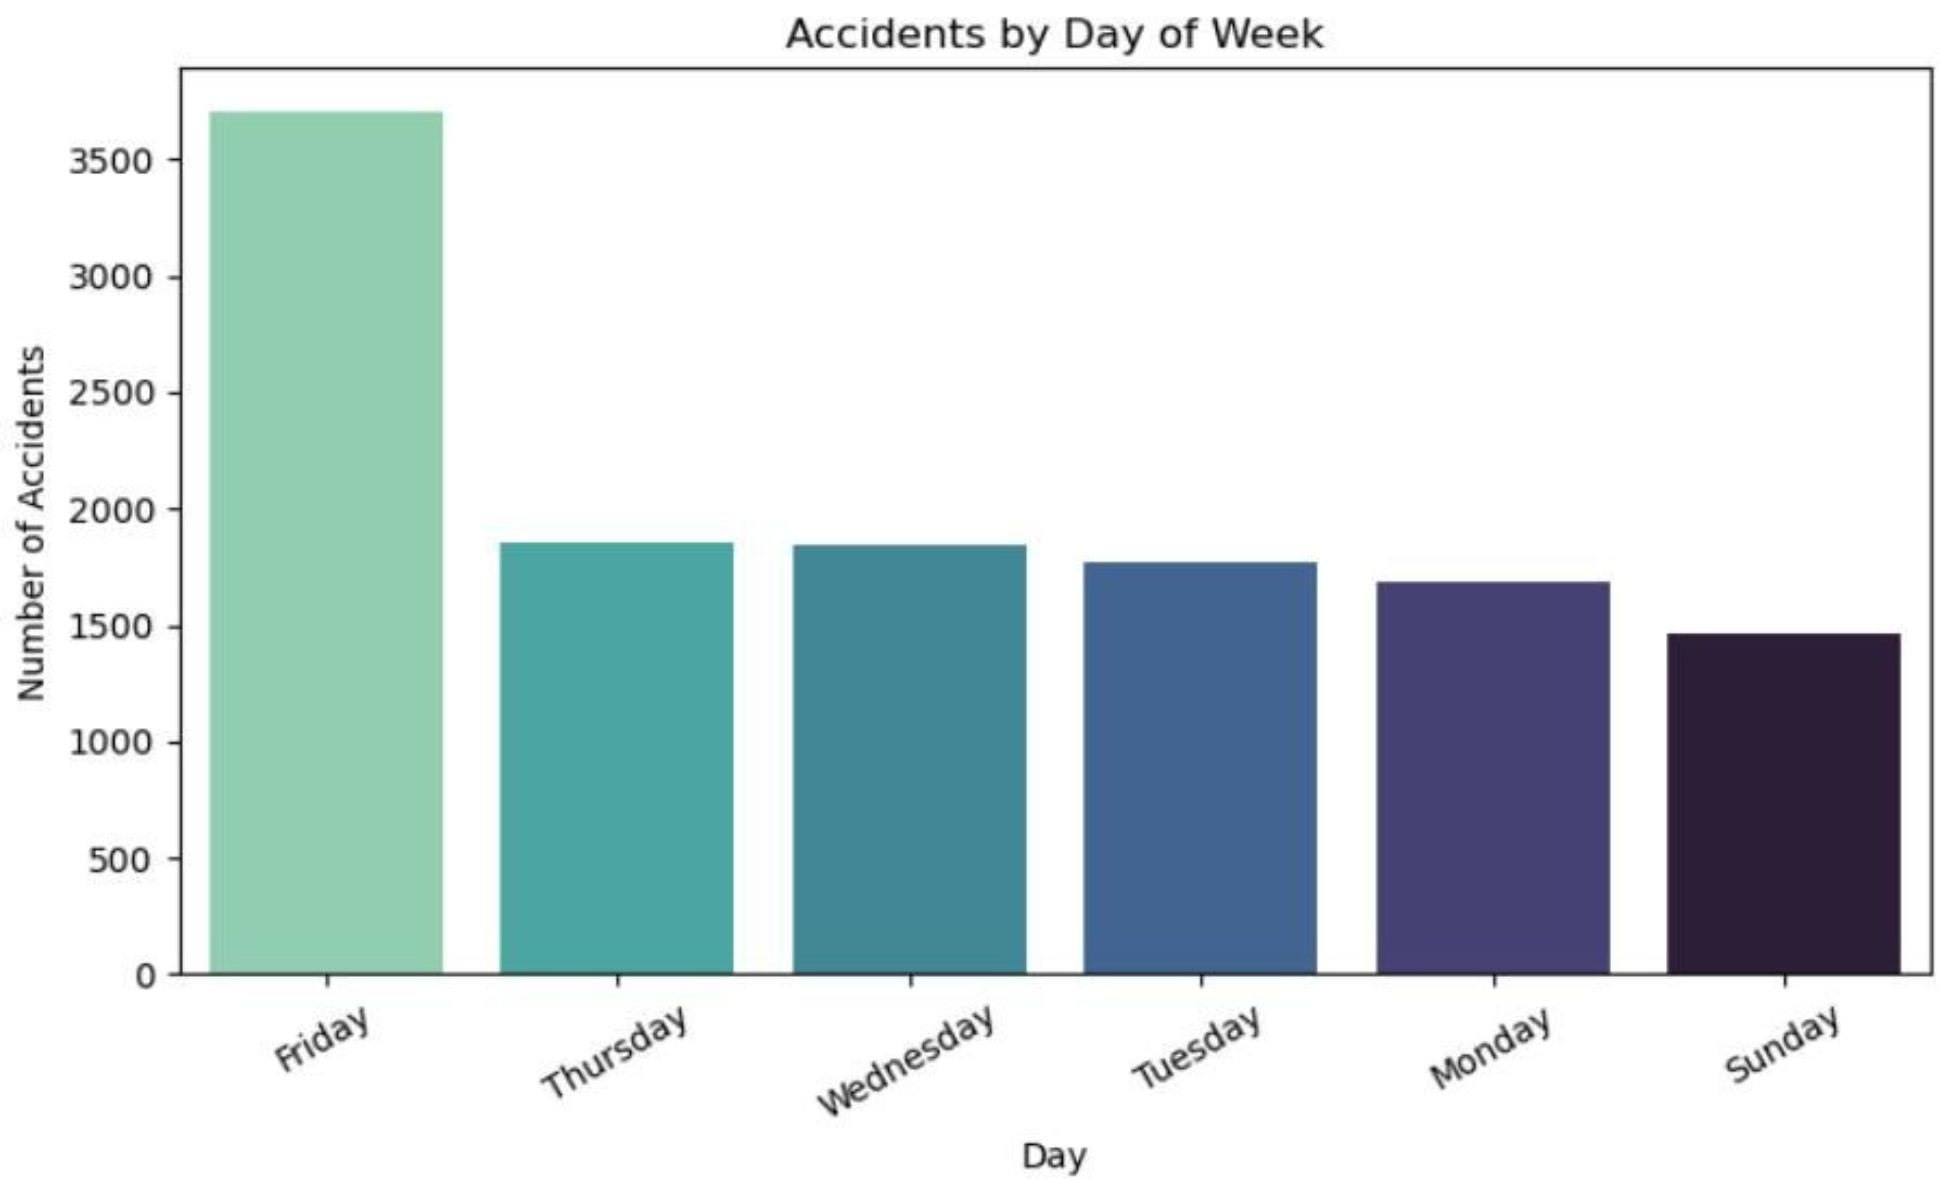 Accidents by Day of Week
Number of Accidents
3500
3000
2500
2000
1500
1000
500
0
Friday
Thursday
Wednesday
Tuesday
Monday
Sunday
Day